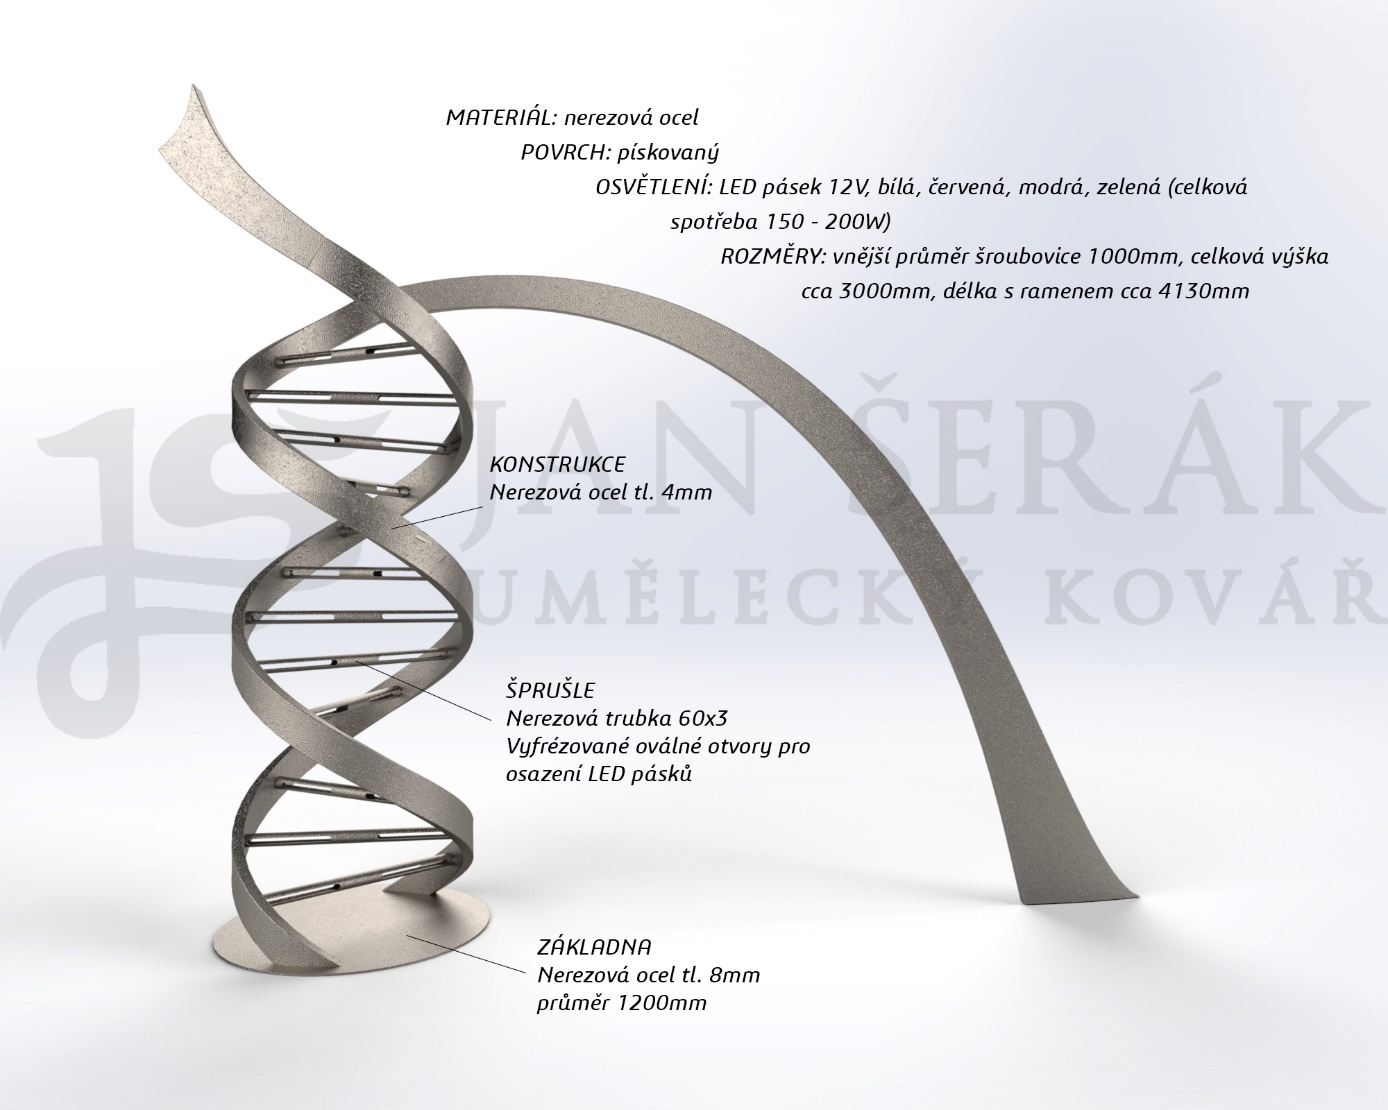 MATERIÁL: nerezová ocel
POVRCH: pískovaný
OSVĚTLENÍ: LED pásek 12V, bílá, červená, modrá, zelená (celková
spotřeba 150 - 200W)
ROZMĚRY: vnější průměr šroubovice 1000mm, celková výška
cca 3000mm, délka s ramenem cca 4130mm
JS JAN ŠERÁK
UMĚLECKÝ KOVÁŘ
KONSTRUKCE
Nerezová ocel tl. 4mm
ŠPRUŠLE
Nerezová trubka 60x3
Vyfrézované oválné otvory pro
osazení LED pásků
ZÁKLADNA
Nerezová ocel tl. 8mm
průměr 1200mm